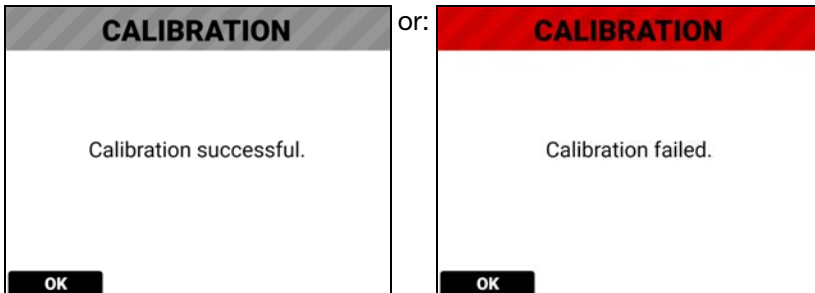 CALIBRATION
Calibration successful.
OK
or:
CALIBRATION
Calibration failed.
OK